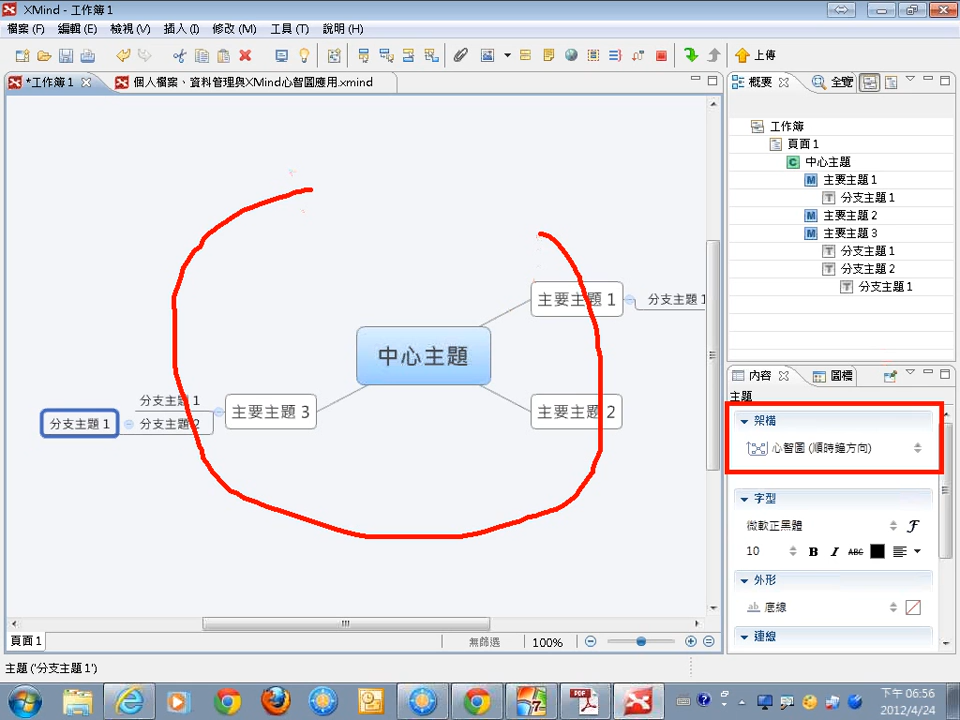 XMind - 工作簿 1
檔案 (F) 編輯 (E) 檢視 (V) 插入 (I) 修改 (M) 工具 (T) 說明 (H)
上傳
*工作簿 1
個人檔案、資料管理與XMind心智圖應用.xmind
概要
全覽
工作簿
頁面 1
中心主題
主要主題 1
分支主題 1
主要主題 2
主要主題 3
分支主題 1
分支主題 2
分支主題 1
主要主題 1
分支主題 1
中心主題
分支主題 1
主要主題 3
主要主題 2
分支主題 1
分支主題 2
內容
圖標
主題
架構
心智圖 (順時鐘方向)
字型
微軟正黑體
10
B I ABC
外形
ab 底線
連線
頁面 1
無篩選
100%
主題 ('分支主題 1')
PDF
下午 06:56
2012/4/24